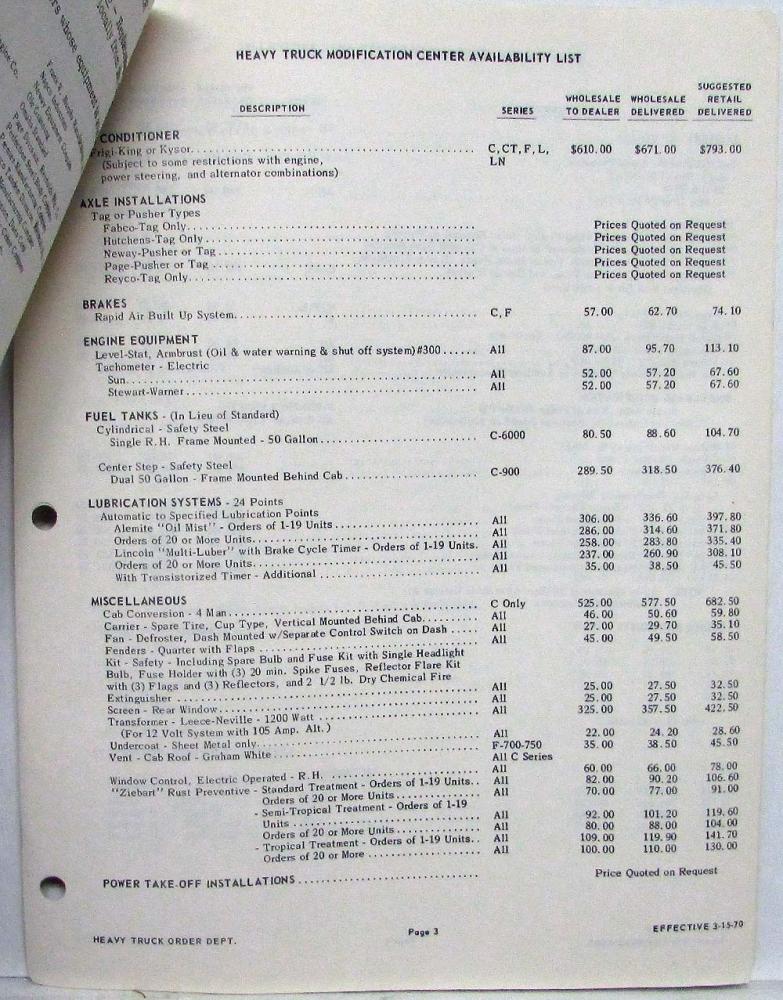 HEAVY TRUCK MODIFICATION CENTER AVAILABILITY LIST
DESCRIPTION SERIES WHOLESALE TO DEALER WHOLESALE DELIVERED SUGGESTED RETAIL DELIVERED
CONDITIONER
Frigi-King or Kysor C, CT, F, L, $610.00 $671.00 $793.00
(Subject to some restrictions with engine, LN
power steering, and alternator combinations)
AXLE INSTALLATIONS
Tag or Pusher Types
Fabco-Tag Only Prices Quoted on Request
Hutchens-Tag Only Prices Quoted on Request
Neway-Pusher or Tag Prices Quoted on Request
Page-Pusher or Tag Prices Quoted on Request
Reyco-Tag Only Prices Quoted on Request
BRAKES
Rapid Air Built Up System C, F 57.00 62.70 74.10
ENGINE EQUIPMENT
Level-Stat, Armbrust (Oil & water warning & shut off system)#300 All 87.00 95.70 113.10
Tachometer - Electric
Sun All 52.00 57.20 67.60
Stewart-Warner All 52.00 57.20 67.60
FUEL TANKS - (In Lieu of Standard)
Cylindrical - Safety Steel
Single R.H. Frame Mounted - 50 Gallon C-6000 80.50 88.60 104.70
Center Step - Safety Steel
Dual 50 Gallon - Frame Mounted Behind Cab C-900 289.50 318.50 376.40
LUBRICATION SYSTEMS - 24 Points
Automatic to Specified Lubrication Points
Alemite "Oil Mist" - Orders of 1-19 Units All 306.00 336.60 397.80
Orders of 20 or More Units All 286.00 314.60 371.80
Lincoln "Multi-Luber" with Brake Cycle Timer - Orders of 1-19 Units. All 258.00 283.80 335.40
Orders of 20 or More Units All 237.00 260.90 308.10
With Transistorized Timer - Additional All 35.00 38.50 45.50
MISCELLANEOUS
Cab Conversion - 4 Man C Only 525.00 577.50 682.50
Carrier - Spare Tire, Cup Type, Vertical Mounted Behind Cab All 46.00 50.60 59.80
Fan - Defroster, Dash Mounted w/Separate Control Switch on Dash All 27.00 29.70 35.10
Fenders - Quarter with Flaps All 45.00 49.50 58.50
Kit - Safety - Including Spare Bulb and Fuse Kit with Single Headlight
Bulb, Fuse Holder with (3) 20 min. Spike Fuses, Reflector Flare Kit
with (3) Flags and (3) Reflectors, and 2 1/2 lb. Dry Chemical Fire
Extinguisher All 25.00 27.50 32.50
Screen - Rear Window All 25.00 27.50 32.50
Transformer - Leece-Neville - 1200 Watt All 325.00 357.50 422.50
(For 12 Volt System with 105 Amp. Alt.)
Undercoat - Sheet Metal only All 22.00 24.20 28.60
Vent - Cab Roof - Graham White F-700-750 35.00 38.50 45.50
All C Series
Window Control, Electric Operated - R.H. All 60.00 66.00 78.00
"Ziebart" Rust Preventive - Standard Treatment - Orders of 1-19 Units. All 82.00 90.20 106.60
Orders of 20 or More Units All 70.00 77.00 91.00
- Semi-Tropical Treatment - Orders of 1-19
Units All 92.00 101.20 119.60
Orders of 20 or More Units All 80.00 88.00 104.00
- Tropical Treatment - Orders of 1-19 Units All 109.00 119.90 141.70
Orders of 20 or More All 100.00 110.00 130.00
POWER TAKE-OFF INSTALLATIONS Price Quoted on Request
HEAVY TRUCK ORDER DEPT. Page 3 EFFECTIVE 3-15-70